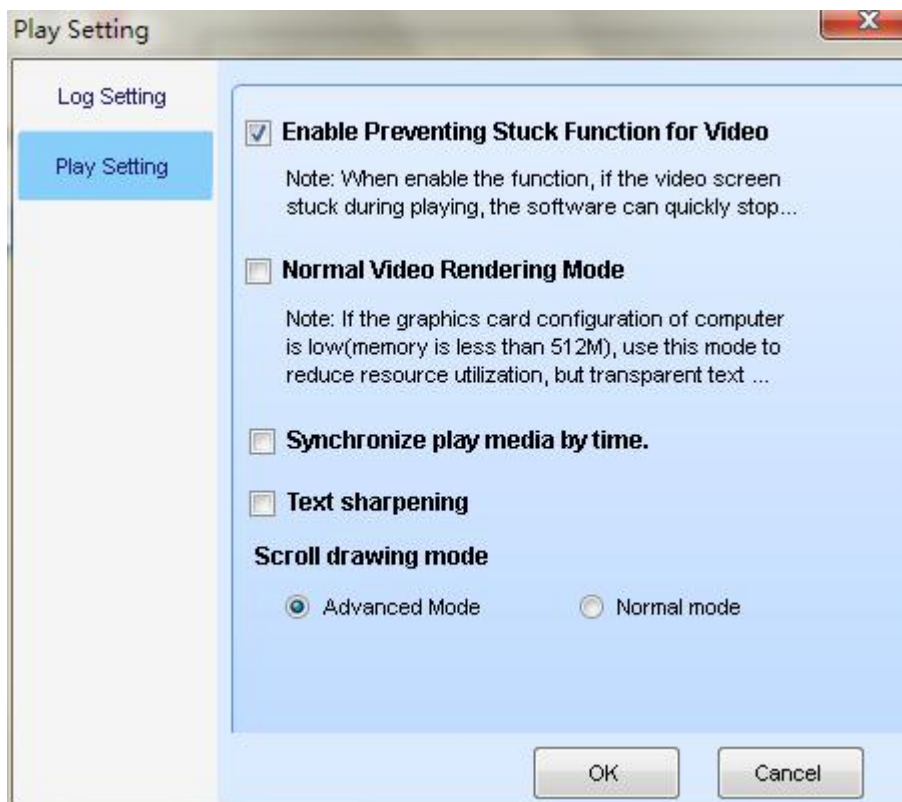 Play Setting
Log Setting
Play Setting
Enable Preventing Stuck Function for Video
Note: When enable the function, if the video screen
stuck during playing, the software can quickly stop...
Normal Video Rendering Mode
Note: If the graphics card configuration of computer
is low(memory is less than 512M), use this mode to
reduce resource utilization, but transparent text ...
Synchronize play media by time.
Text sharpening
Scroll drawing mode
Advanced Mode
Normal mode
OK
Cancel